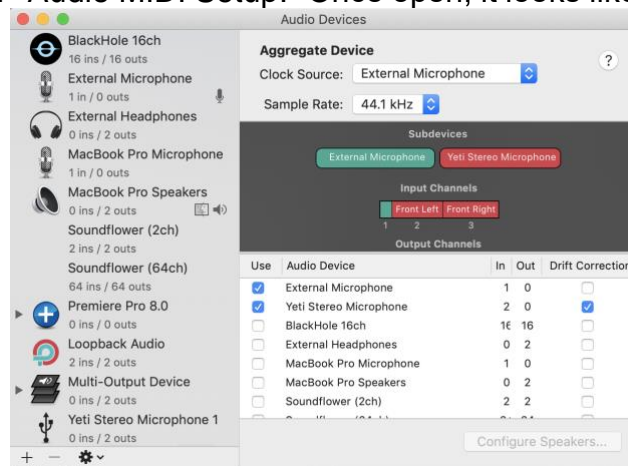 Audio Devices
BlackHole 16ch
16 ins / 16 outs
External Microphone
1 in / 0 outs
External Headphones
0 ins / 2 outs
MacBook Pro Microphone
1 in / 0 outs
MacBook Pro Speakers
0 ins / 2 outs
Soundflower (2ch)
2 ins / 2 outs
Soundflower (64ch)
64 ins / 64 outs
Premiere Pro 8.0
0 ins / 0 outs
Loopback Audio
2 ins / 2 outs
Multi-Output Device
0 ins / 2 outs
Yeti Stereo Microphone 1
0 ins / 2 outs
Aggregate Device
?
Clock Source: External Microphone
Sample Rate: 44.1 kHz
Subdevices
External Microphone Yeti Stereo Microphone
Input Channels
Front Left Front Right
1 2 3
Output Channels
Use Audio Device In Out Drift Correction
External Microphone 1 0
Yeti Stereo Microphone 2 0
BlackHole 16ch 16 16
External Headphones 0 2
MacBook Pro Microphone 1 0
MacBook Pro Speakers 0 2
Soundflower (2ch) 2 2
Configure Speakers...